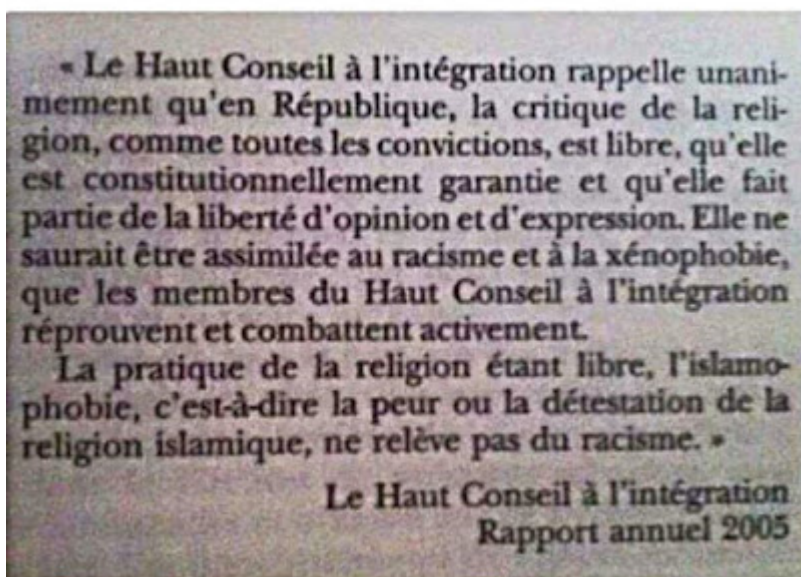 « Le Haut Conseil à l'intégration rappelle unani-
mement qu'en République, la critique de la reli-
gion, comme toutes les convictions, est libre, qu'elle
est constitutionnellement garantie et qu'elle fait
partie de la liberté d'opinion et d'expression. Elle ne
saurait être assimilée au racisme et à la xénophobie,
que les membres du Haut Conseil à l'intégration
réprouvent et combattent activement.
La pratique de la religion étant libre, l'islamo-
phobie, c'est-à-dire la peur ou la détestation de la
religion islamique, ne relève pas du racisme. »
Le Haut Conseil à l'intégration
Rapport annuel 2005